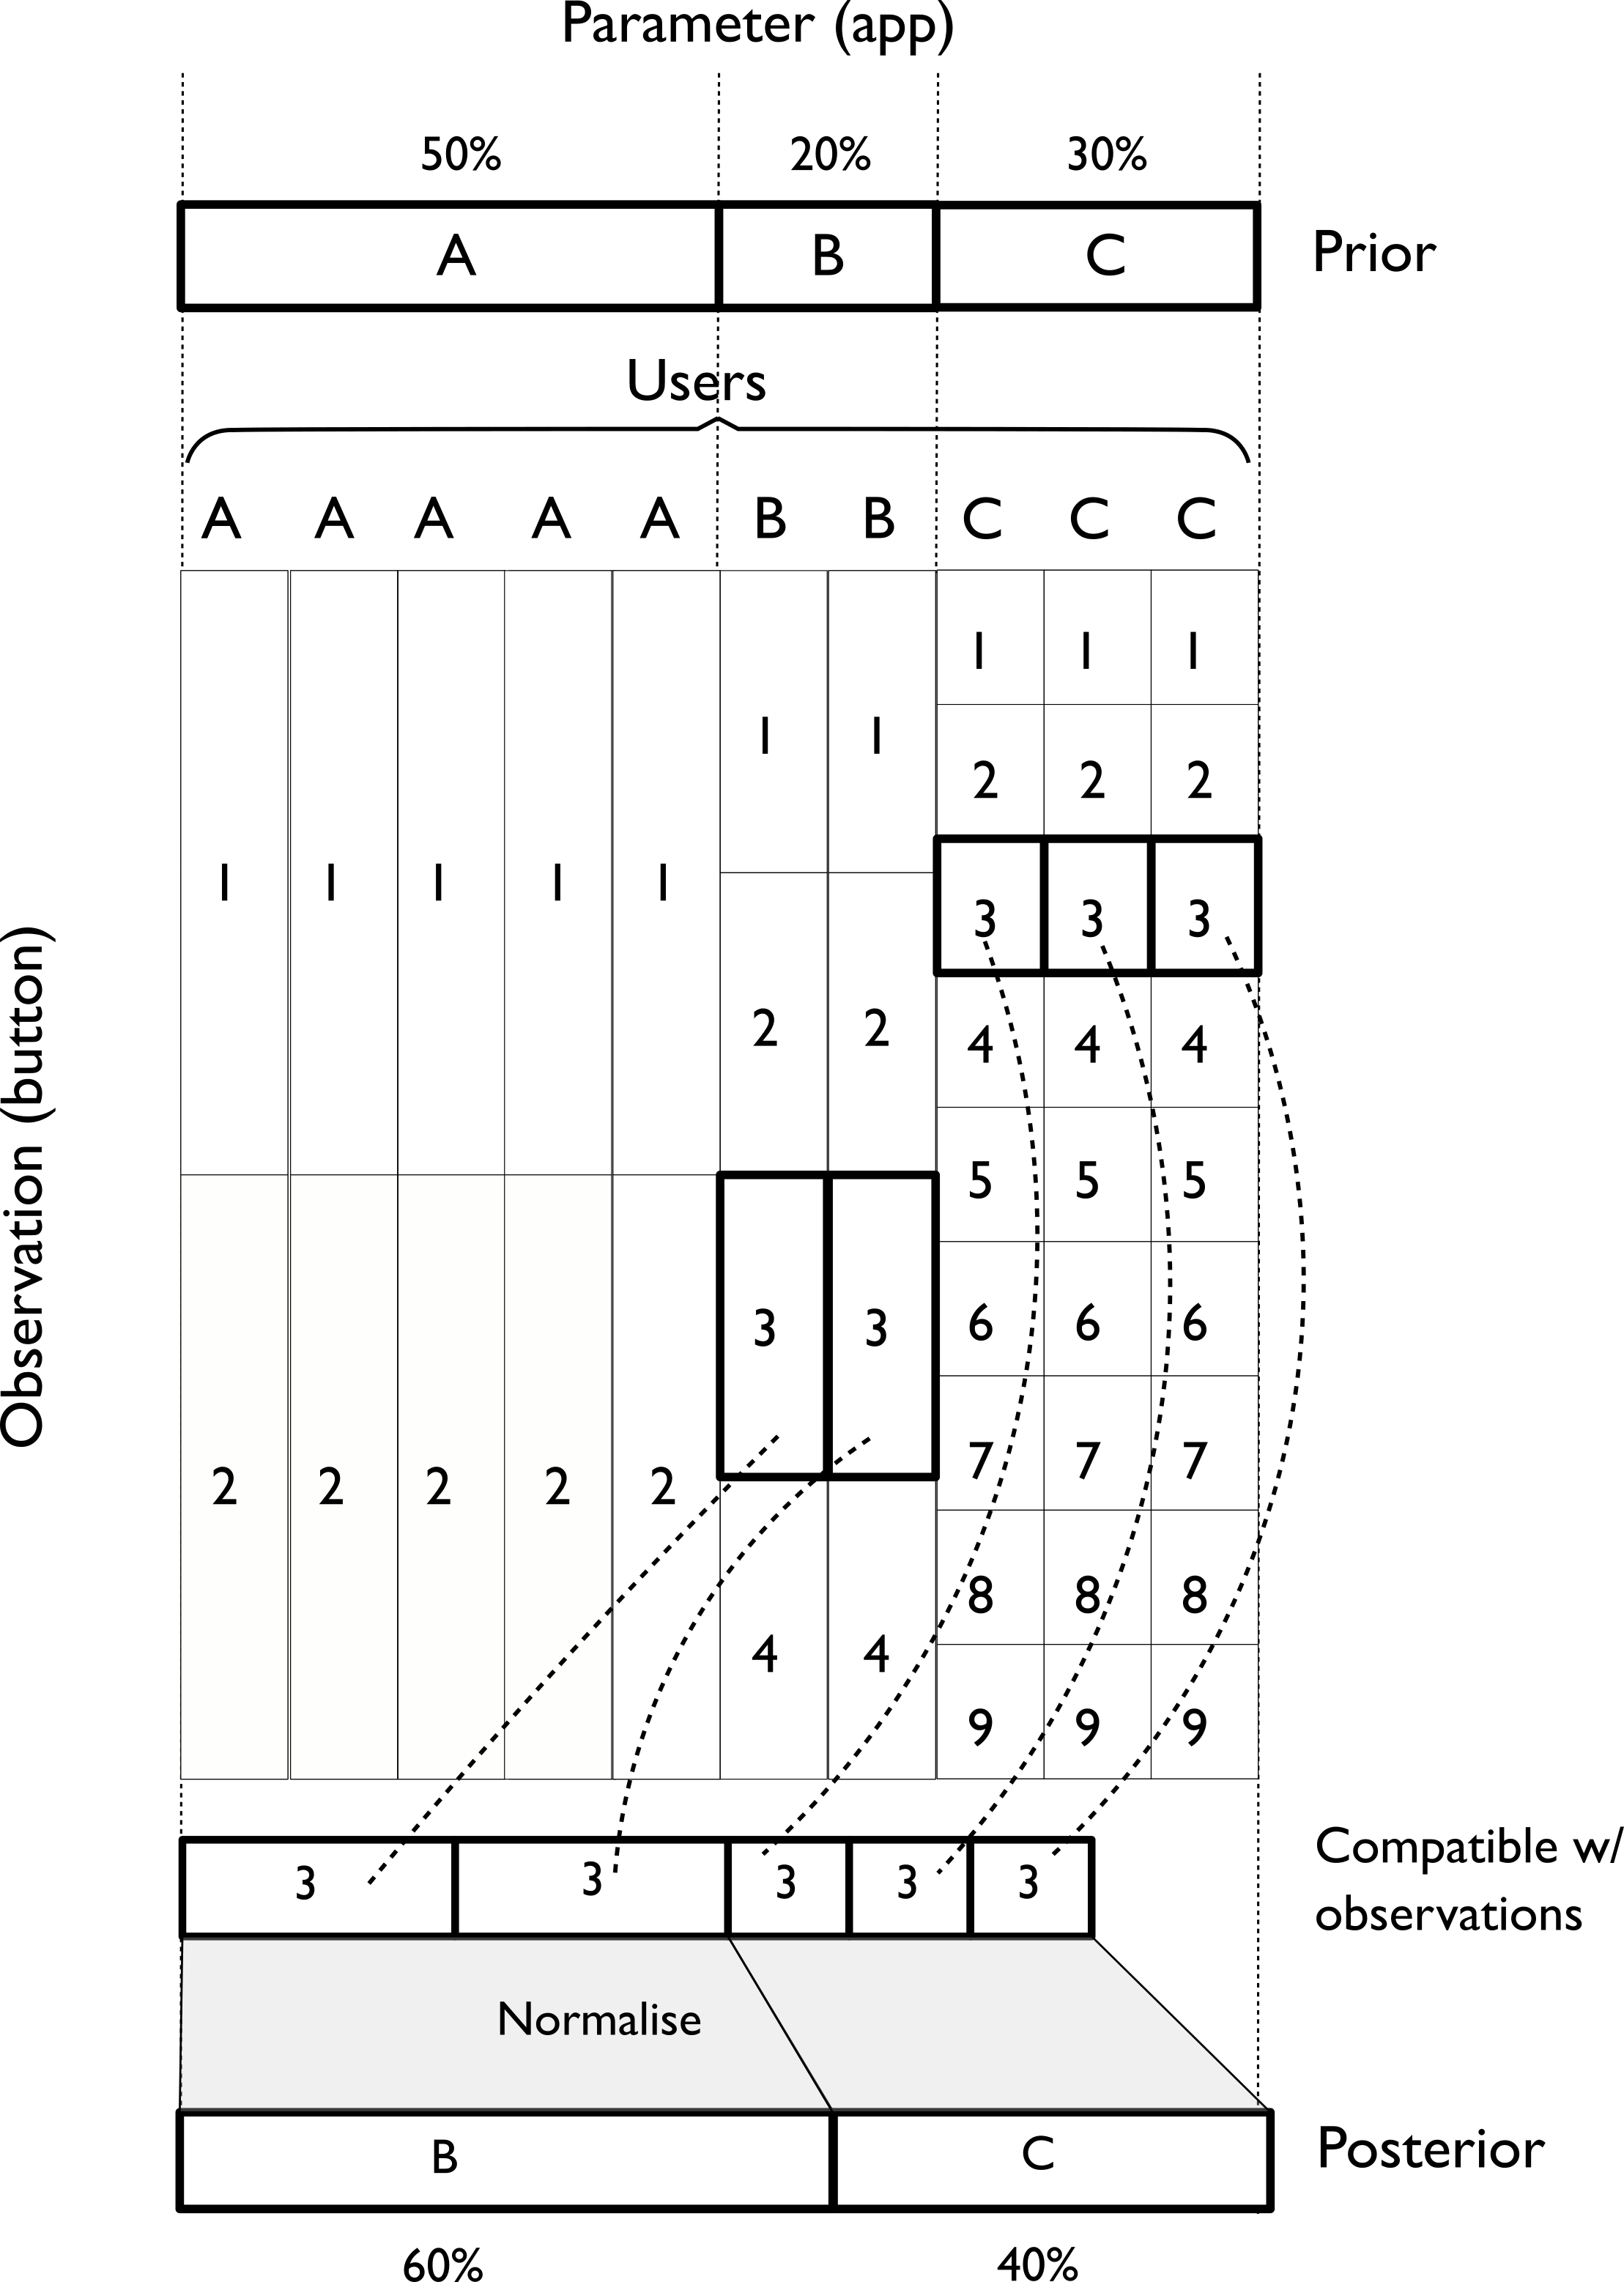 Parameter (app)
50% 20% 30%
A B C Prior
Users
A A A A A B B C C C
1 1 1
1 1
2 2 2
1 1 1 1 1
3 3 3
2 2
4 4 4
5 5 5
3 3
6 6 6
7 7 7
2 2 2 2 2
8 8 8
4 4
9 9 9
Observation (button)
Compatible w/
observations
3 3 3 3 3
Normalise
B C Posterior
60% 40%